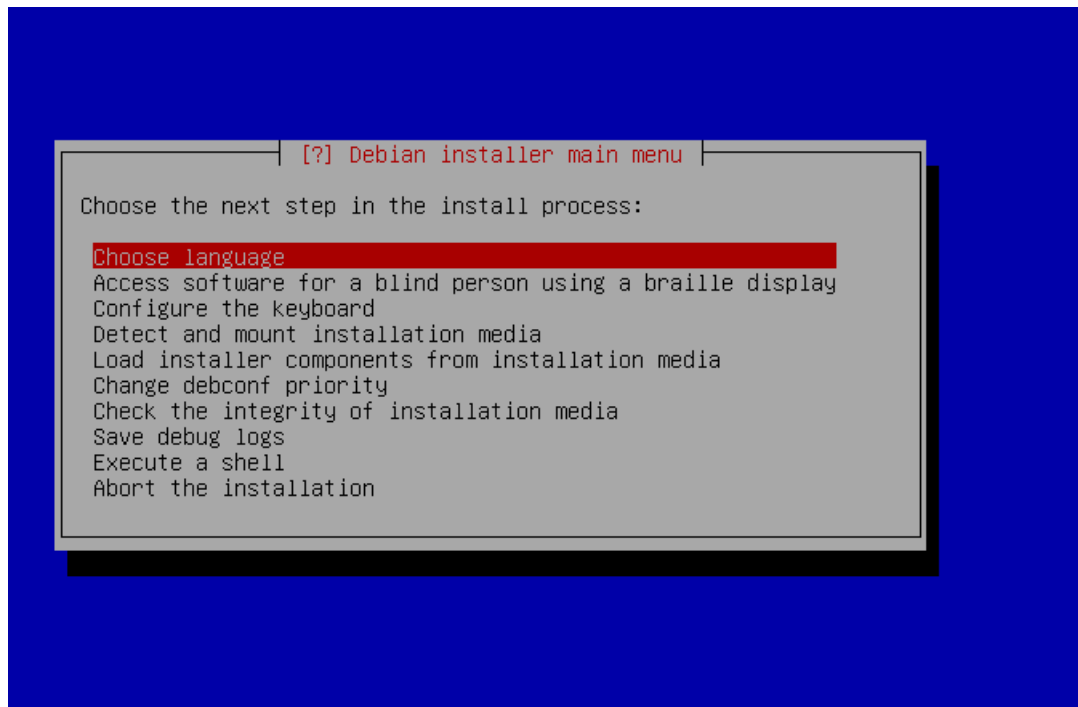 [?] Debian installer main menu
Choose the next step in the install process:
Choose language
Access software for a blind person using a braille display
Configure the keyboard
Detect and mount installation media
Load installer components from installation media
Change debconf priority
Check the integrity of installation media
Save debug logs
Execute a shell
Abort the installation